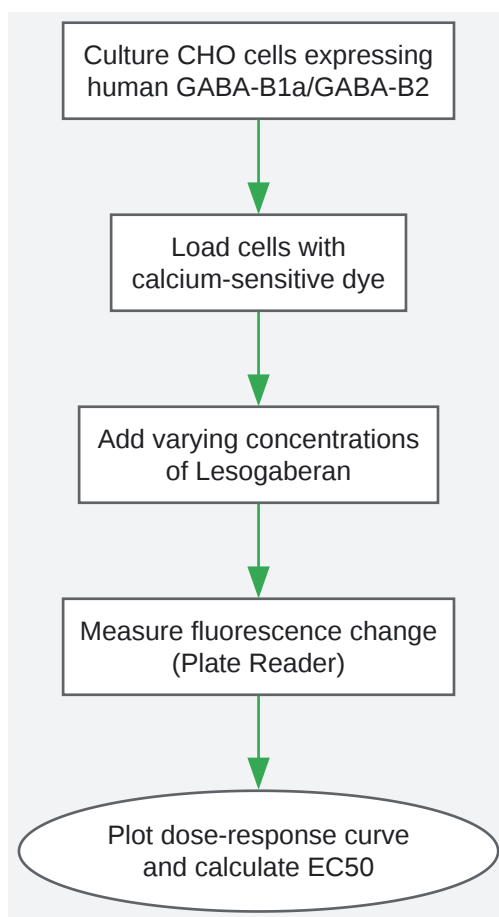 Culture CHO cells expressing
human GABA-B1a/GABA-B2
Load cells with
calcium-sensitive dye
Add varying concentrations
of Lesogaberan
Measure fluorescence change
(Plate Reader)
Plot dose-response curve
and calculate EC50